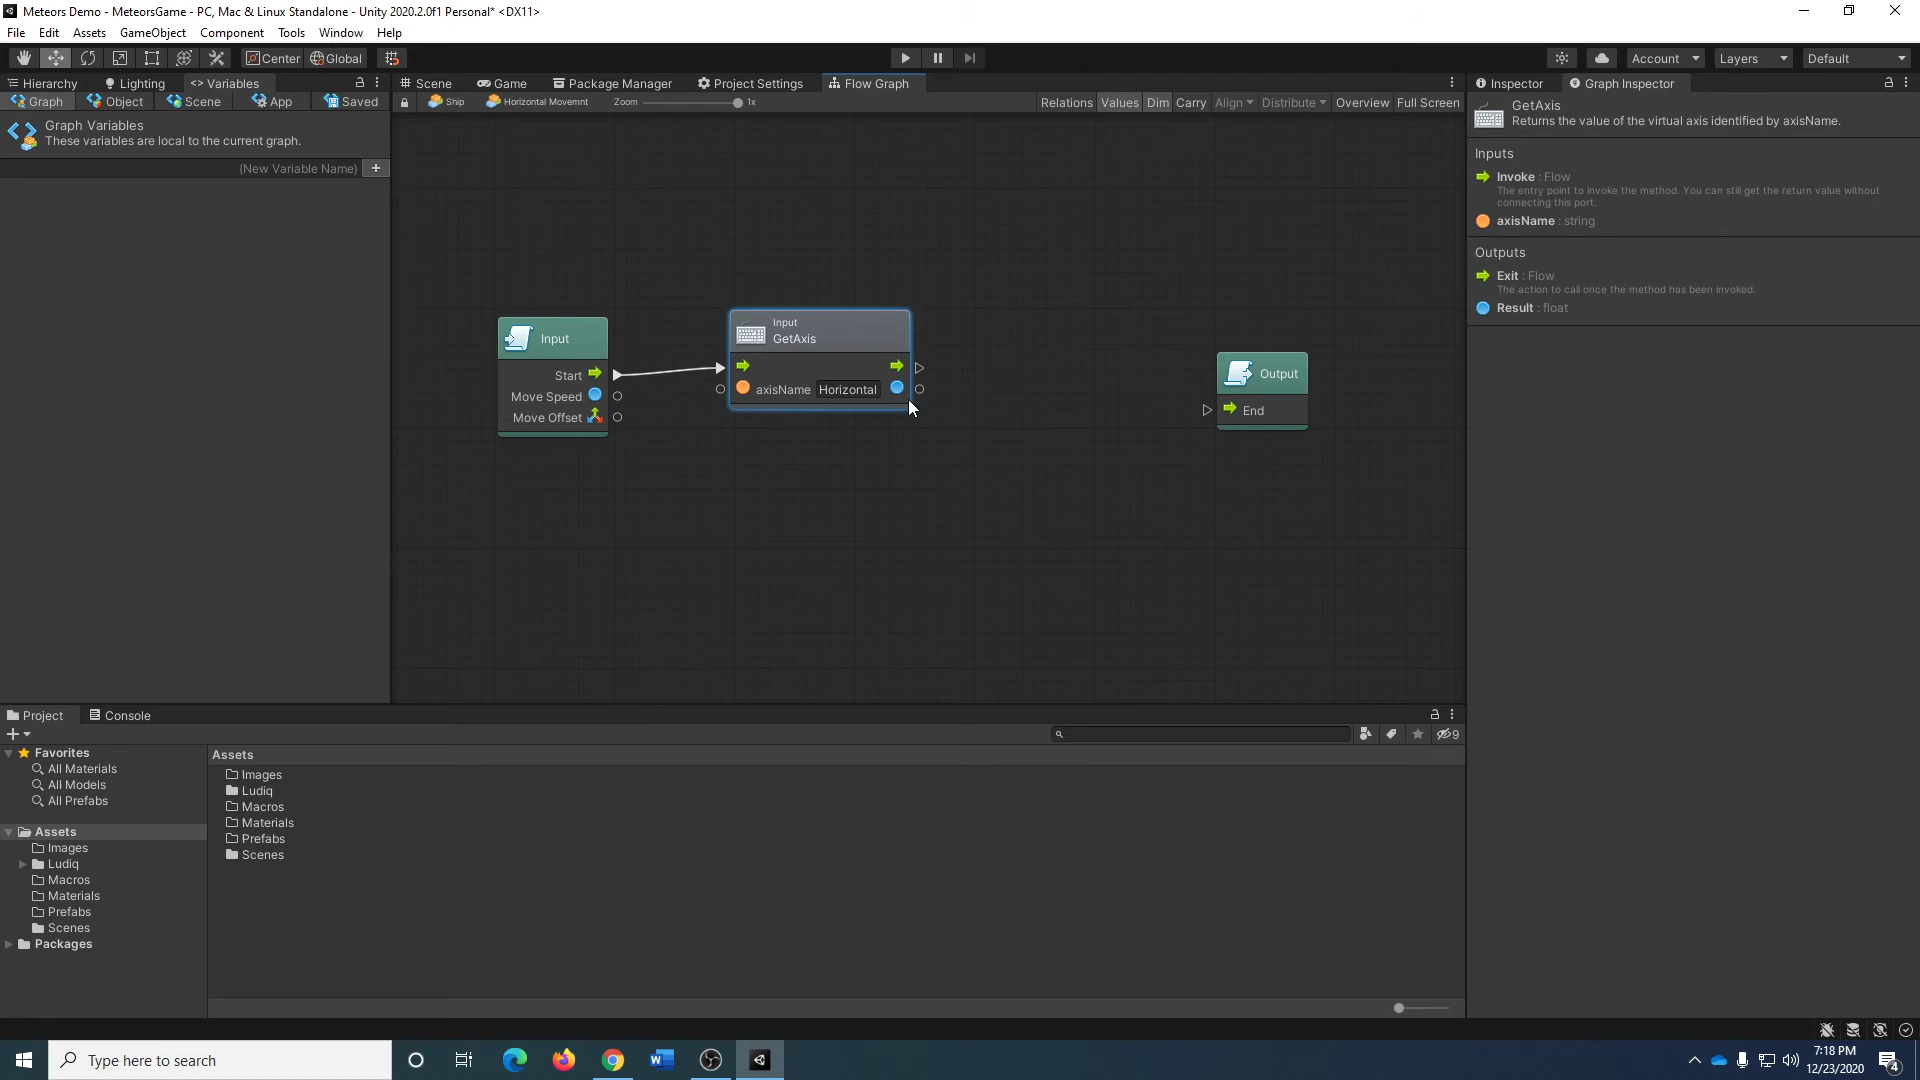 Meteors Demo - MeteorsGame - PC, Mac & Linux Standalone - Unity 2020.2.0f1 Personal* <DX11>
File Edit Assets GameObject Component Tools Window Help
Center Global Account Layers Default
Hierarchy Lighting <> Variables Scene Game Package Manager Project Settings Flow Graph Inspector Graph Inspector
Graph Object Scene App Saved Ship Horizontal Movemnt Zoom 1x Relations Values Dim Carry Align Distribute Overview Full Screen
Graph Variables
These variables are local to the current graph.
(New Variable Name) +
Input
Start
Move Speed
Move Offset
Input
GetAxis
axisName Horizontal
Output
End
GetAxis
Returns the value of the virtual axis identified by axisName.
Inputs
Invoke : Flow
The entry point to invoke the method. You can still get the return value without
connecting this port.
axisName : string
Outputs
Exit : Flow
The action to call once the method has been invoked.
Result : float
Project Console
9
Favorites
All Materials
All Models
All Prefabs
Assets
Images
Ludiq
Macros
Materials
Prefabs
Scenes
Packages
Assets
Images
Ludiq
Macros
Materials
Prefabs
Scenes
Type here to search
7:18 PM
12/23/2020
4